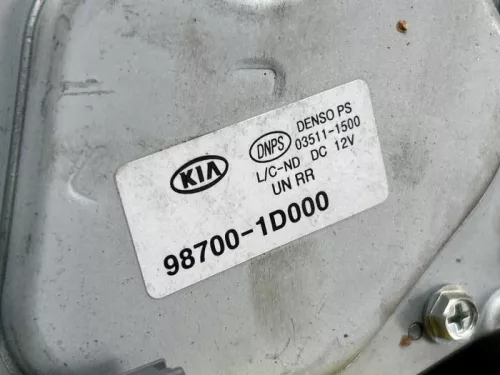 DENSO PS
DNPS 03511-1500
KIA L/C-ND DC 12V
UN RR
98700-1D000